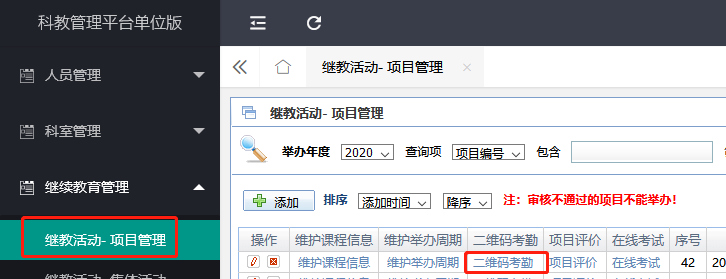 科教管理平台单位版
人员管理
科室管理
继续教育管理
继教活动- 项目管理
继教活动- 集体活动
继教活动- 项目管理 ×
继教活动- 项目管理
举办年度 2020 查询项 项目编号 包含
添加 排序 添加时间 降序 注：审核不通过的项目不能举办！
操作 维护课程信息 维护举办周期 二维码考勤 项目评价 在线考试 序号
维护课程信息 维护举办周期 二维码考勤 项目评价 在线考试 42 20